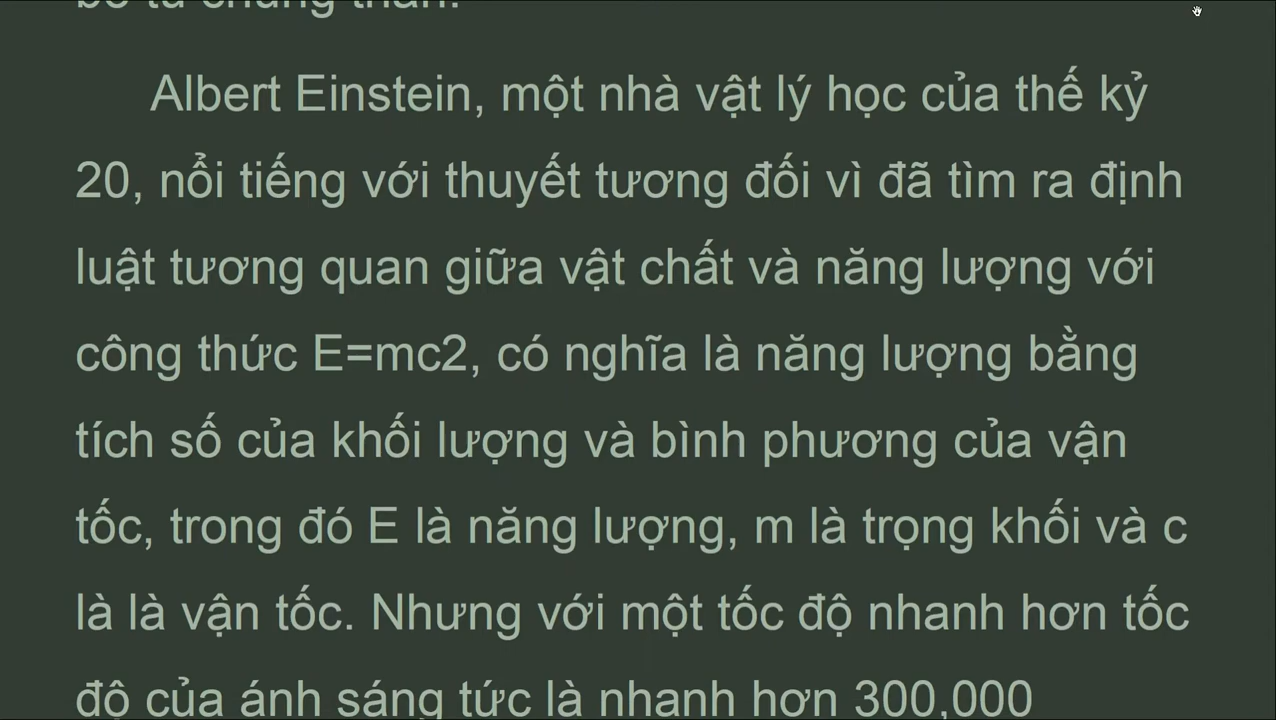 bỏ tù chung thân.
Albert Einstein, một nhà vật lý học của thế kỷ
20, nổi tiếng với thuyết tương đối vì đã tìm ra định
luật tương quan giữa vật chất và năng lượng với
công thức E=mc2, có nghĩa là năng lượng bằng
tích số của khối lượng và bình phương của vận
tốc, trong đó E là năng lượng, m là trọng khối và c
là là vận tốc. Nhưng với một tốc độ nhanh hơn tốc
độ của ánh sáng tức là nhanh hơn 300,000